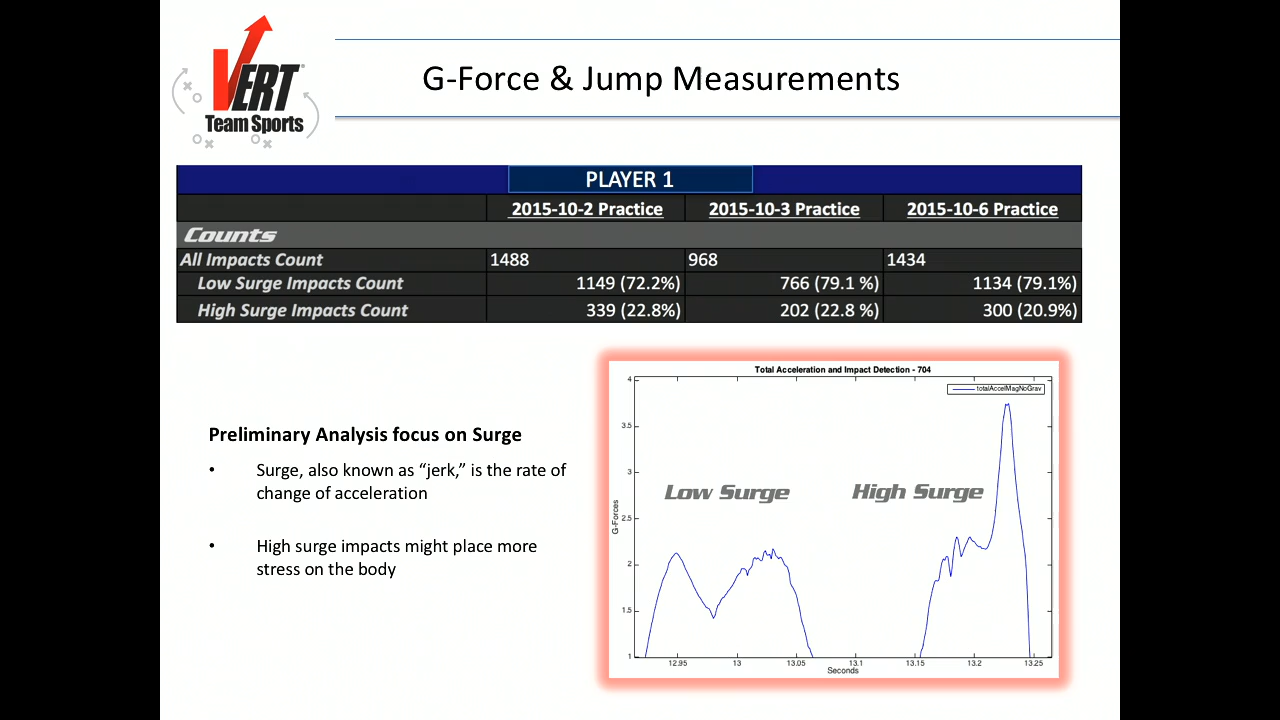 VERT
Team Sports
G-Force & Jump Measurements
PLAYER 1
2015-10-2 Practice 2015-10-3 Practice 2015-10-6 Practice
Counts
All Impacts Count 1488 968 1434
Low Surge Impacts Count 1149 (72.2%) 766 (79.1 %) 1134 (79.1%)
High Surge Impacts Count 339 (22.8%) 202 (22.8 %) 300 (20.9%)
Preliminary Analysis focus on Surge
• Surge, also known as “jerk,” is the rate of
change of acceleration
• High surge impacts might place more
stress on the body
Total Acceleration and Impact Detection - 704
totalAccelMagNoGrav
4
3.5
3
Low Surge High Surge
2.5
2
1.5
1
G-Forces
12.95 13 13.05 13.1 13.15 13.2 13.25
Seconds